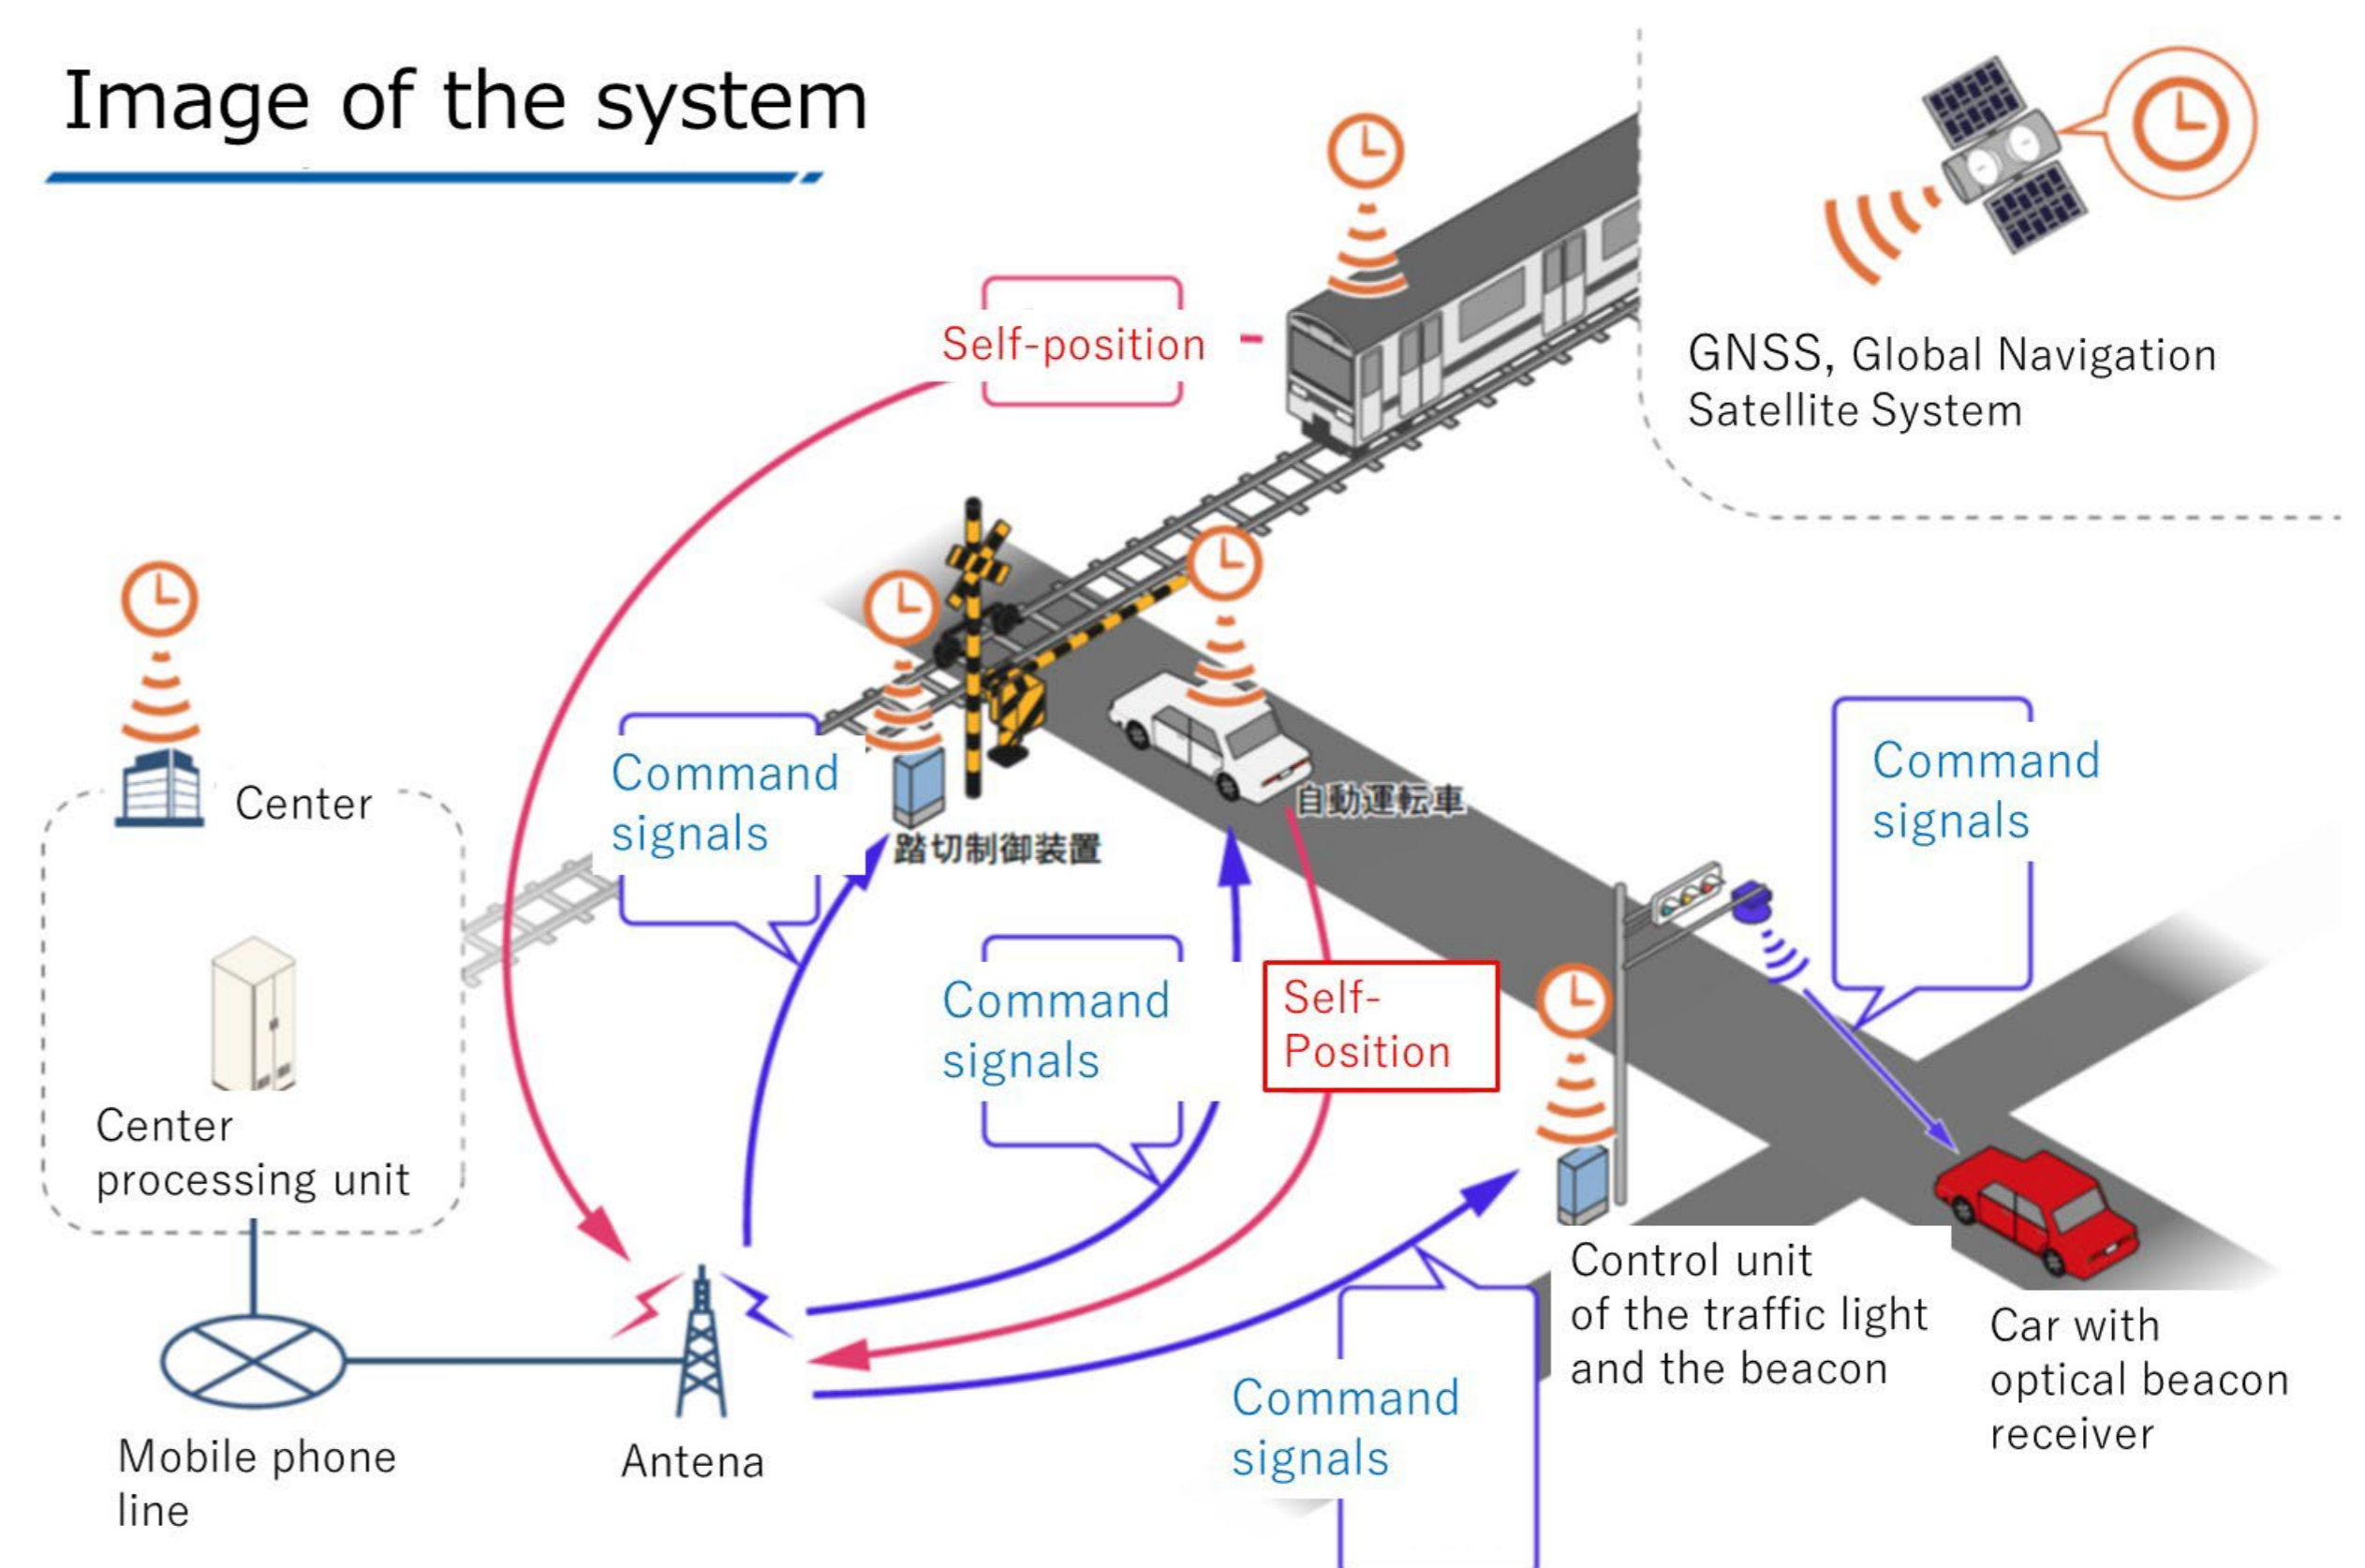 Image of the system
Self-position
GNSS, Global Navigation
Satellite System
Center
Command
signals
踏切制御装置
自動運転車
Command
signals
Command
signals
Self-
Position
Center
processing unit
Control unit
of the traffic light
and the beacon
Car with
optical beacon
receiver
Command
signals
Mobile phone
line
Antena